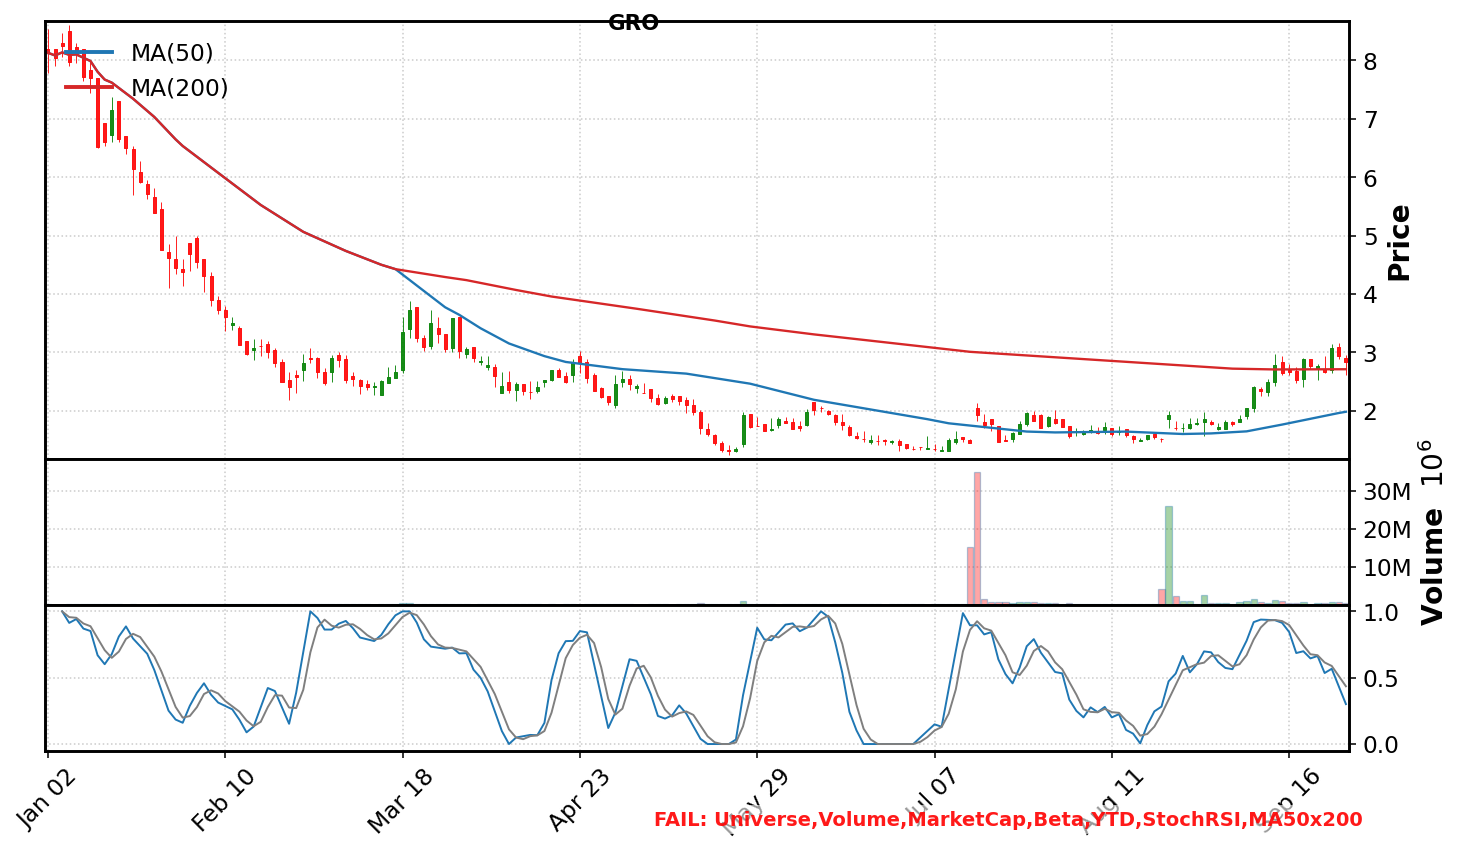 GRO
MA(50)
MA(200)
8
7
6
5
4
3
2
Price
30M
20M
10M
Volume 10^6
1.0
0.5
0.0
Jan 02
Feb 10
Mar 18
Apr 23
May 29
Jul 07
Aug 11
Sep 16
FAIL: Universe,Volume,MarketCap,Beta,YTD,StochRSI,MA50x200